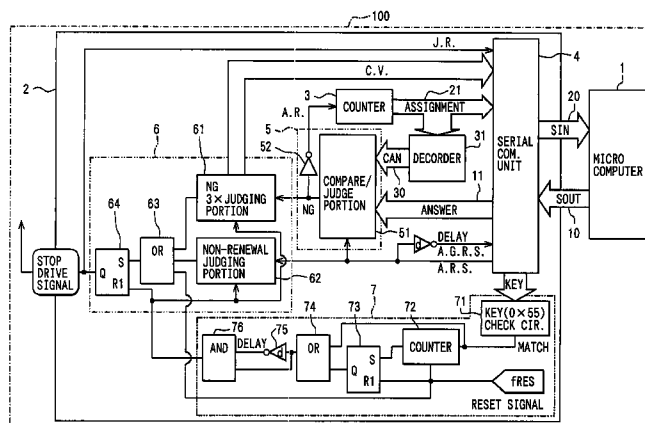 100
J.R.
C.V.
2
4
1
3
21
20
A.R.
COUNTER
ASSIGNMENT
SIN
5
6
61
52
31
CAN
DECORDER
30
11
SERIAL
COM.
UNIT
MICRO
COMPUTER
NG
3×JUDGING
PORTION
64
63
NG
COMPARE/
JUDGE
PORTION
ANSWER
51
SOUT
10
STOP
DRIVE
SIGNAL
Q
S
R1
OR
NON-RENEWAL
JUDGING
PORTION
62
d
DELAY
A.G.R.S.
A.R.S.
KEY
7
71
76
75
74
73
72
KEY(0×55)
CHECK CIR.
AND
DELAY
d
OR
Q
S
R1
COUNTER
MATCH
fRES
RESET SIGNAL